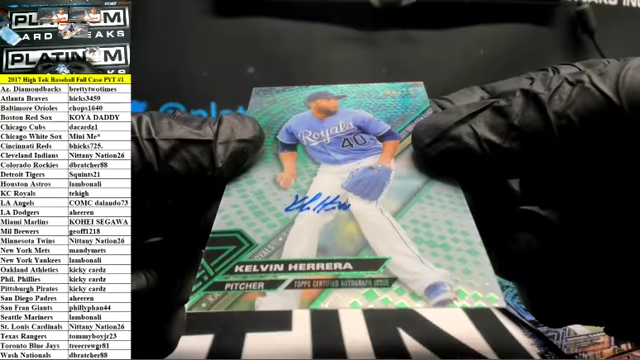 PLATINUM
CARD BREAKS
PLATINUM
2017 High Tek Baseball Full Case PYT #1
Az. Diamondbacks brettytwotimes
Atlanta Braves hicks3459
Baltimore Orioles chops1640
Boston Red Sox KOYA DADDY
Chicago Cubs dacardz1
Chicago White Sox Mini Me*
Cincinnati Reds bhicks725.
Cleveland Indians Nittany Nation26
Colorado Rockies dbratcher88
Detroit Tigers Squints21
Houston Astros lambonali
KC Royals tehigh
LA Angels COMC dalando73
LA Dodgers aheeren
Miami Marlins KOHEI SEGAWA
Mil Brewers geoff1218
Minnesota Twins Nittany Nation26
New York Mets mandymets
New York Yankees lambonali
Oakland Athletics kicky cardz
Phil. Phillies kicky cardz
Pittsburgh Pirates kicky cardz
San Diego Padres aheeren
San Fran Giants phillyphan44
Seattle Mariners lambonali
St. Louis Cardinals Nittany Nation26
Texas Rangers tommyboyjr23
Toronto Blue Jays treecrewgr81
Wash Nationals dbratcher88
Royals
40
KELVIN HERRERA
PITCHER TOPPS CERTIFIED AUTOGRAPH ISSUE